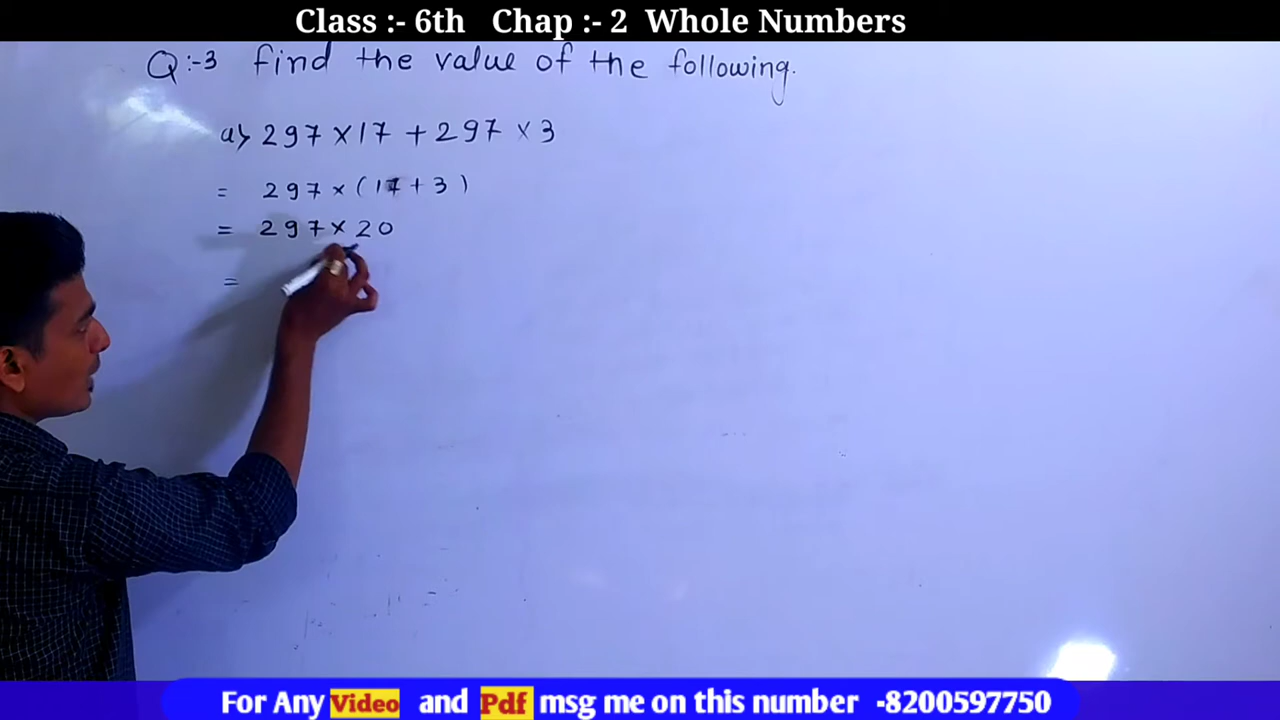 Class :- 6th Chap :- 2 Whole Numbers
Q:-3 Find the value of the following.
a) 297 × 17 + 297 × 3
= 297 × (17 + 3)
= 297 × 20
=
For Any Video and Pdf msg me on this number -8200597750